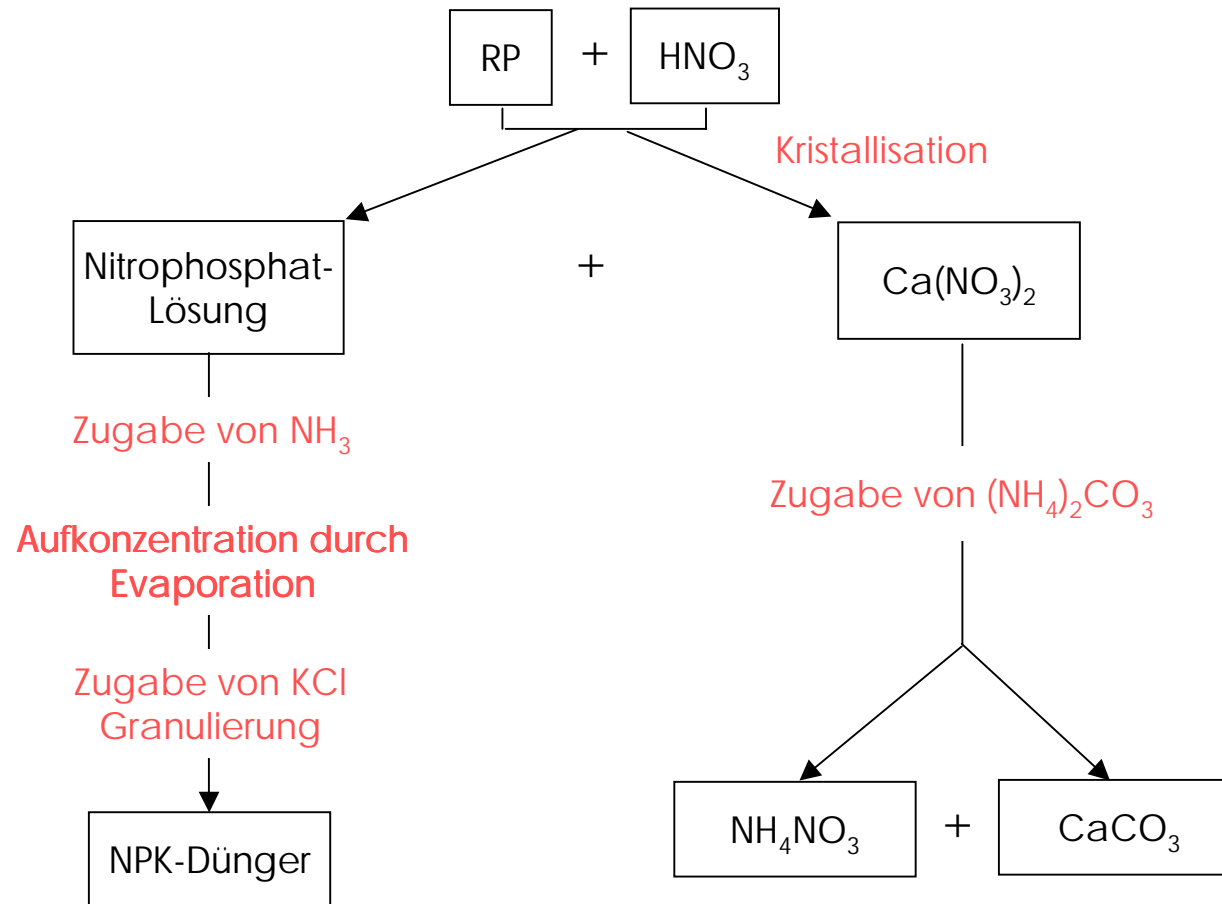 RP + HNO₃
Kristallisation
Nitrophosphat-
Lösung
+
Ca(NO₃)₂
Zugabe von NH₃
Zugabe von (NH₄)₂CO₃
Aufkonzentration durch
Evaporation
Zugabe von KCl
Granulierung
NPK-Dünger
NH₄NO₃ + CaCO₃